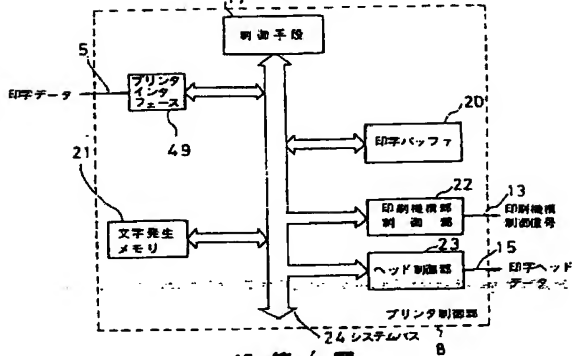 制御手段
5
印字データ
プリンタ
インタ
フェース
49
20
印字バッファ
21
文字発生
メモリ
22
印刷機構部
制御部
13
印刷機構
制御信号
23
ヘッド制御部
15
印字ヘッド
データ
24 システムバス
プリンタ制御部
8